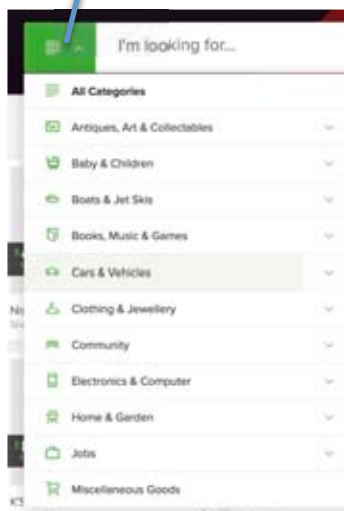 I'm looking for...
All Categories
Antiques, Art & Collectables
Baby & Children
Boats & Jet Skis
Books, Music & Games
Cars & Vehicles
Clothing & Jewellery
Community
Electronics & Computer
Home & Garden
Jobs
Miscellaneous Goods